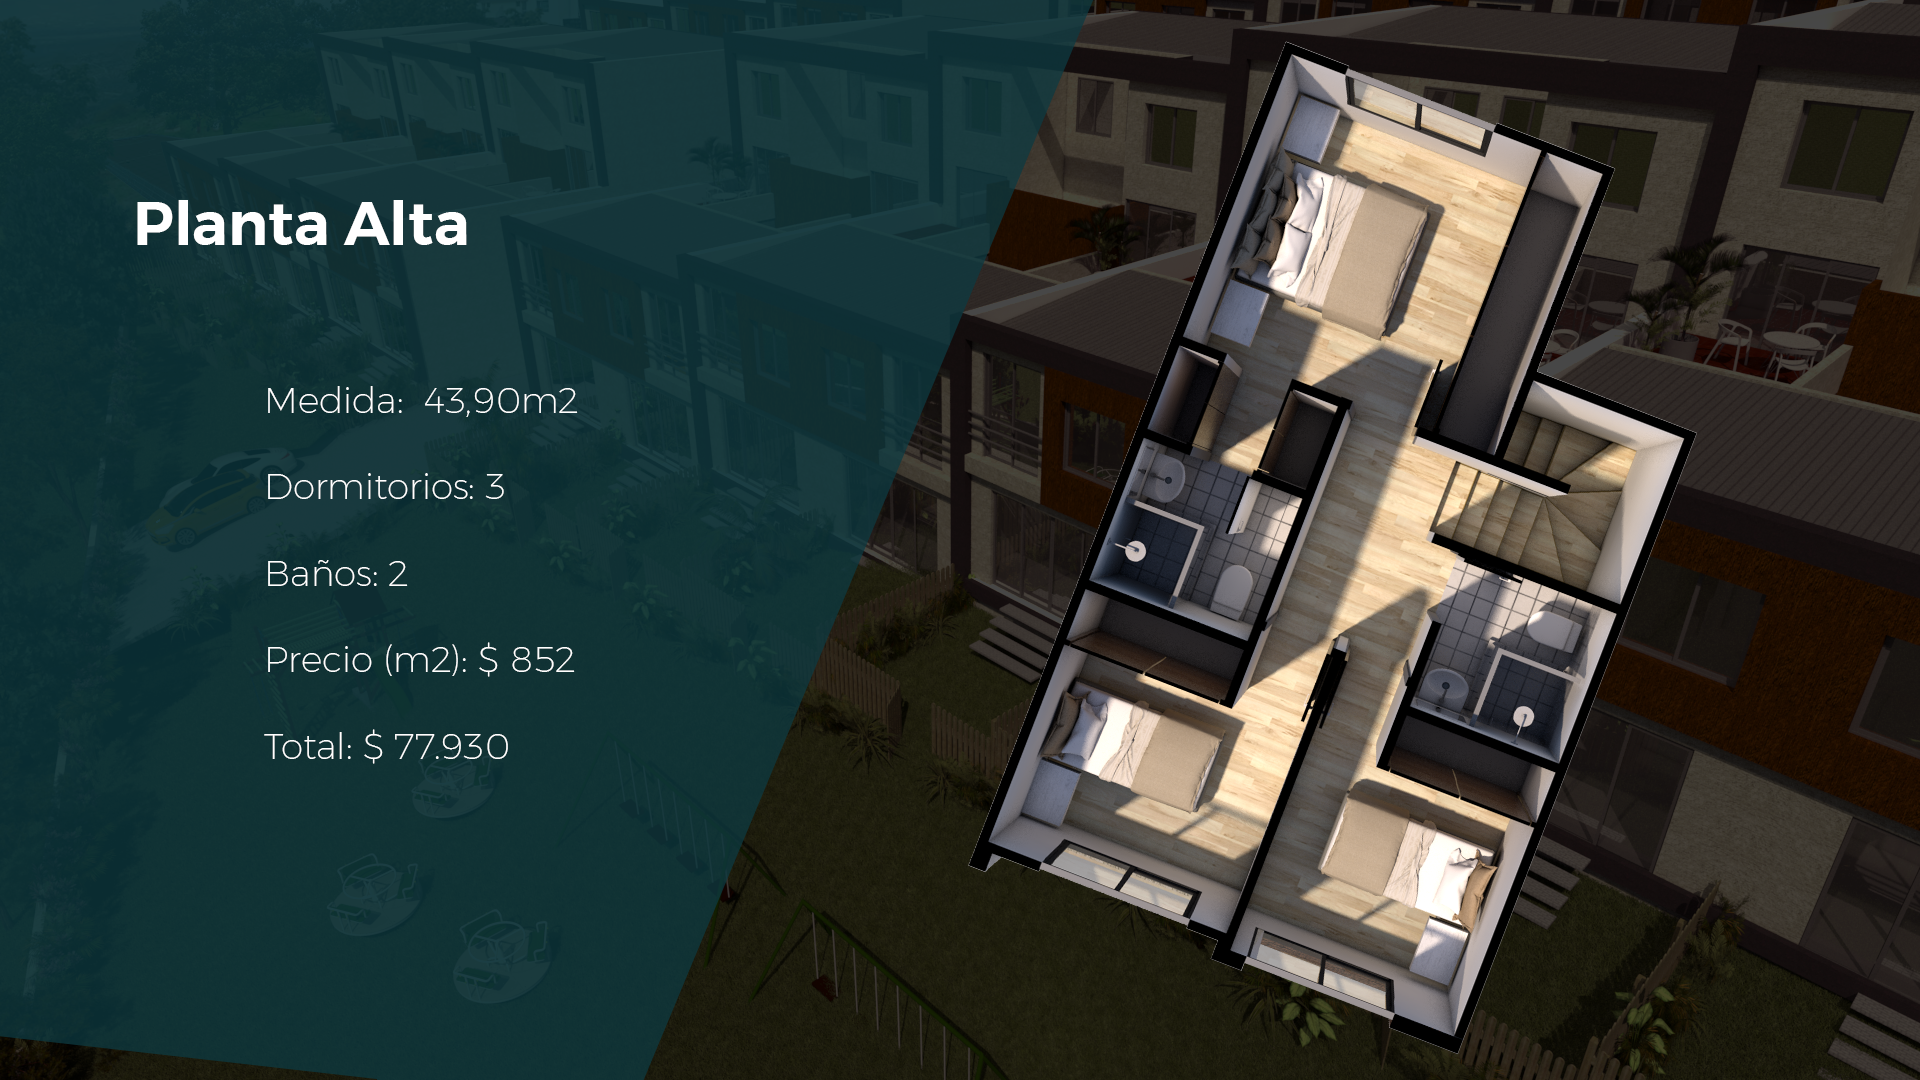 Planta Alta
Medida: 43,90m2
Dormitorios: 3
Baños: 2
Precio (m2): $ 852
Total: $ 77.930